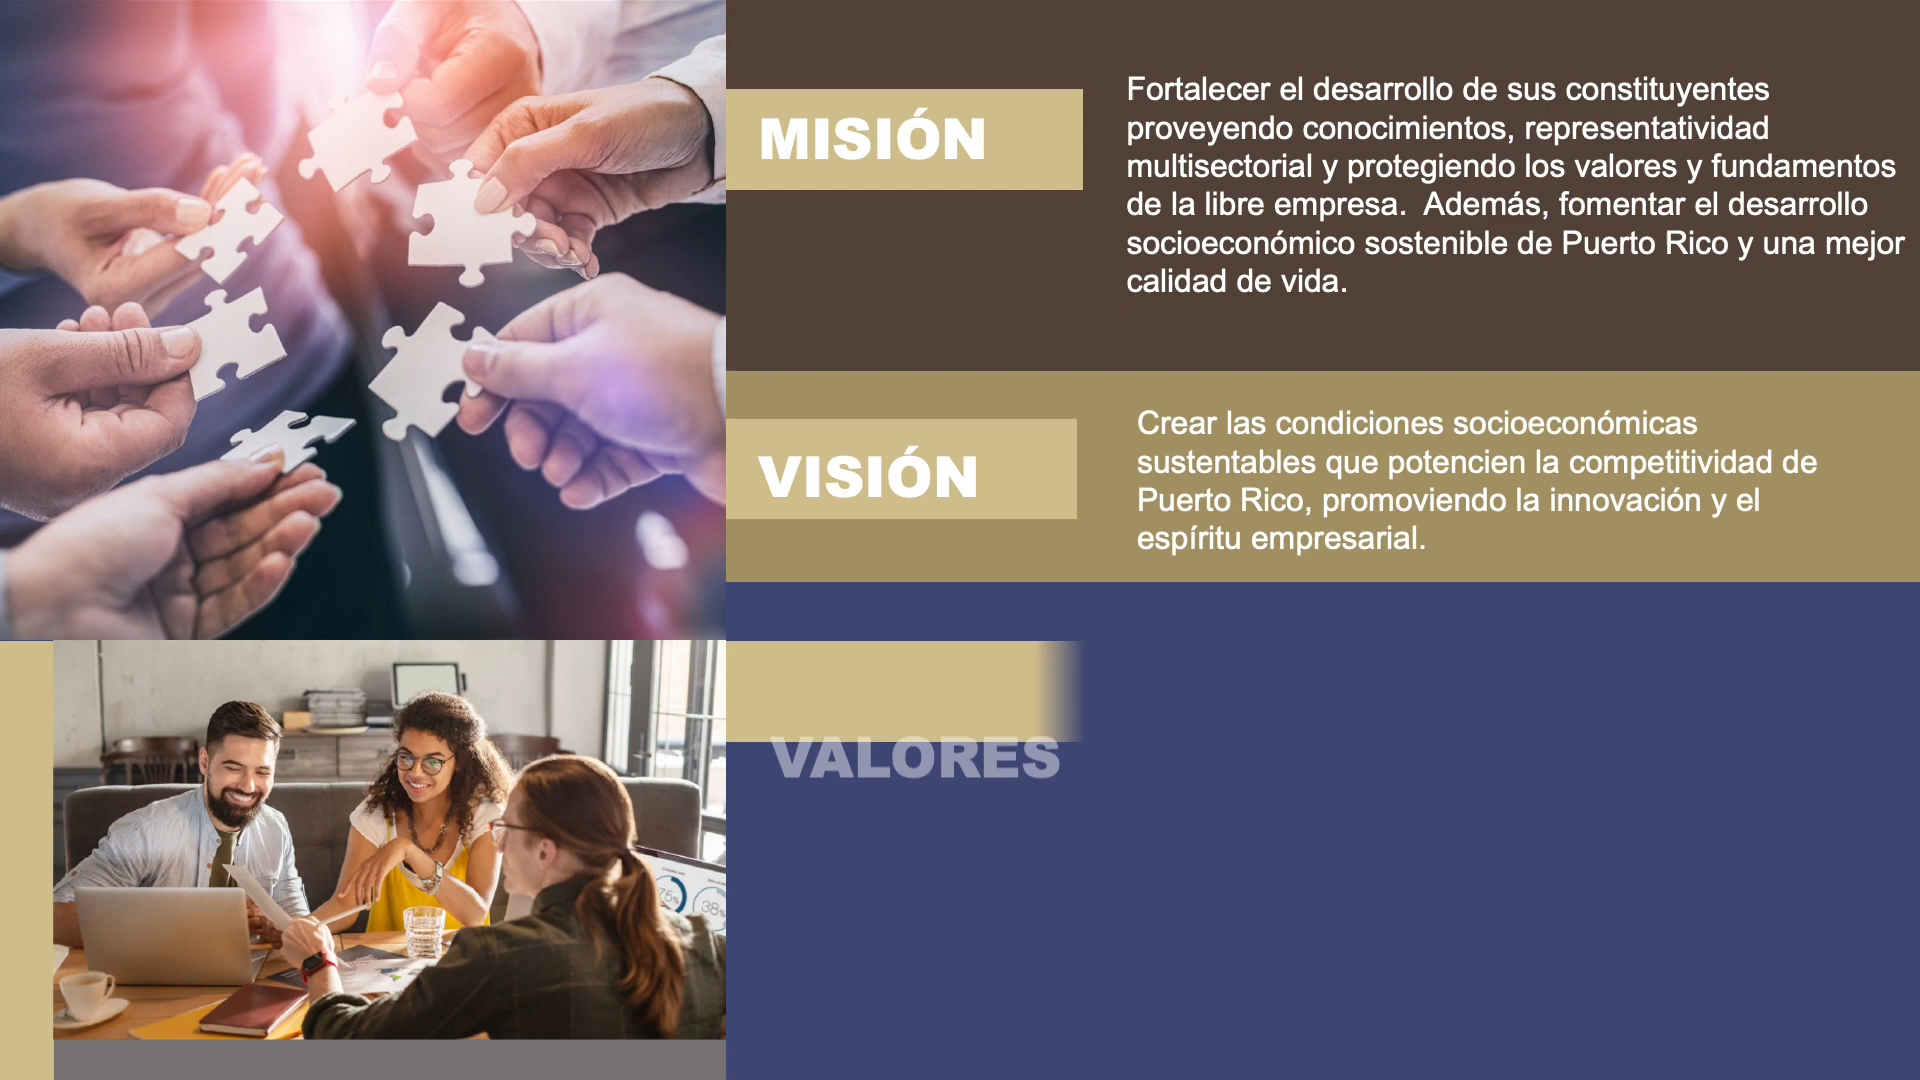 MISIÓN
Fortalecer el desarrollo de sus constituyentes
proveyendo conocimientos, representatividad
multisectorial y protegiendo los valores y fundamentos
de la libre empresa.  Además, fomentar el desarrollo
socioeconómico sostenible de Puerto Rico y una mejor
calidad de vida.
VISIÓN
Crear las condiciones socioeconómicas
sustentables que potencien la competitividad de
Puerto Rico, promoviendo la innovación y el
espíritu empresarial.
VALORES
75%
38%